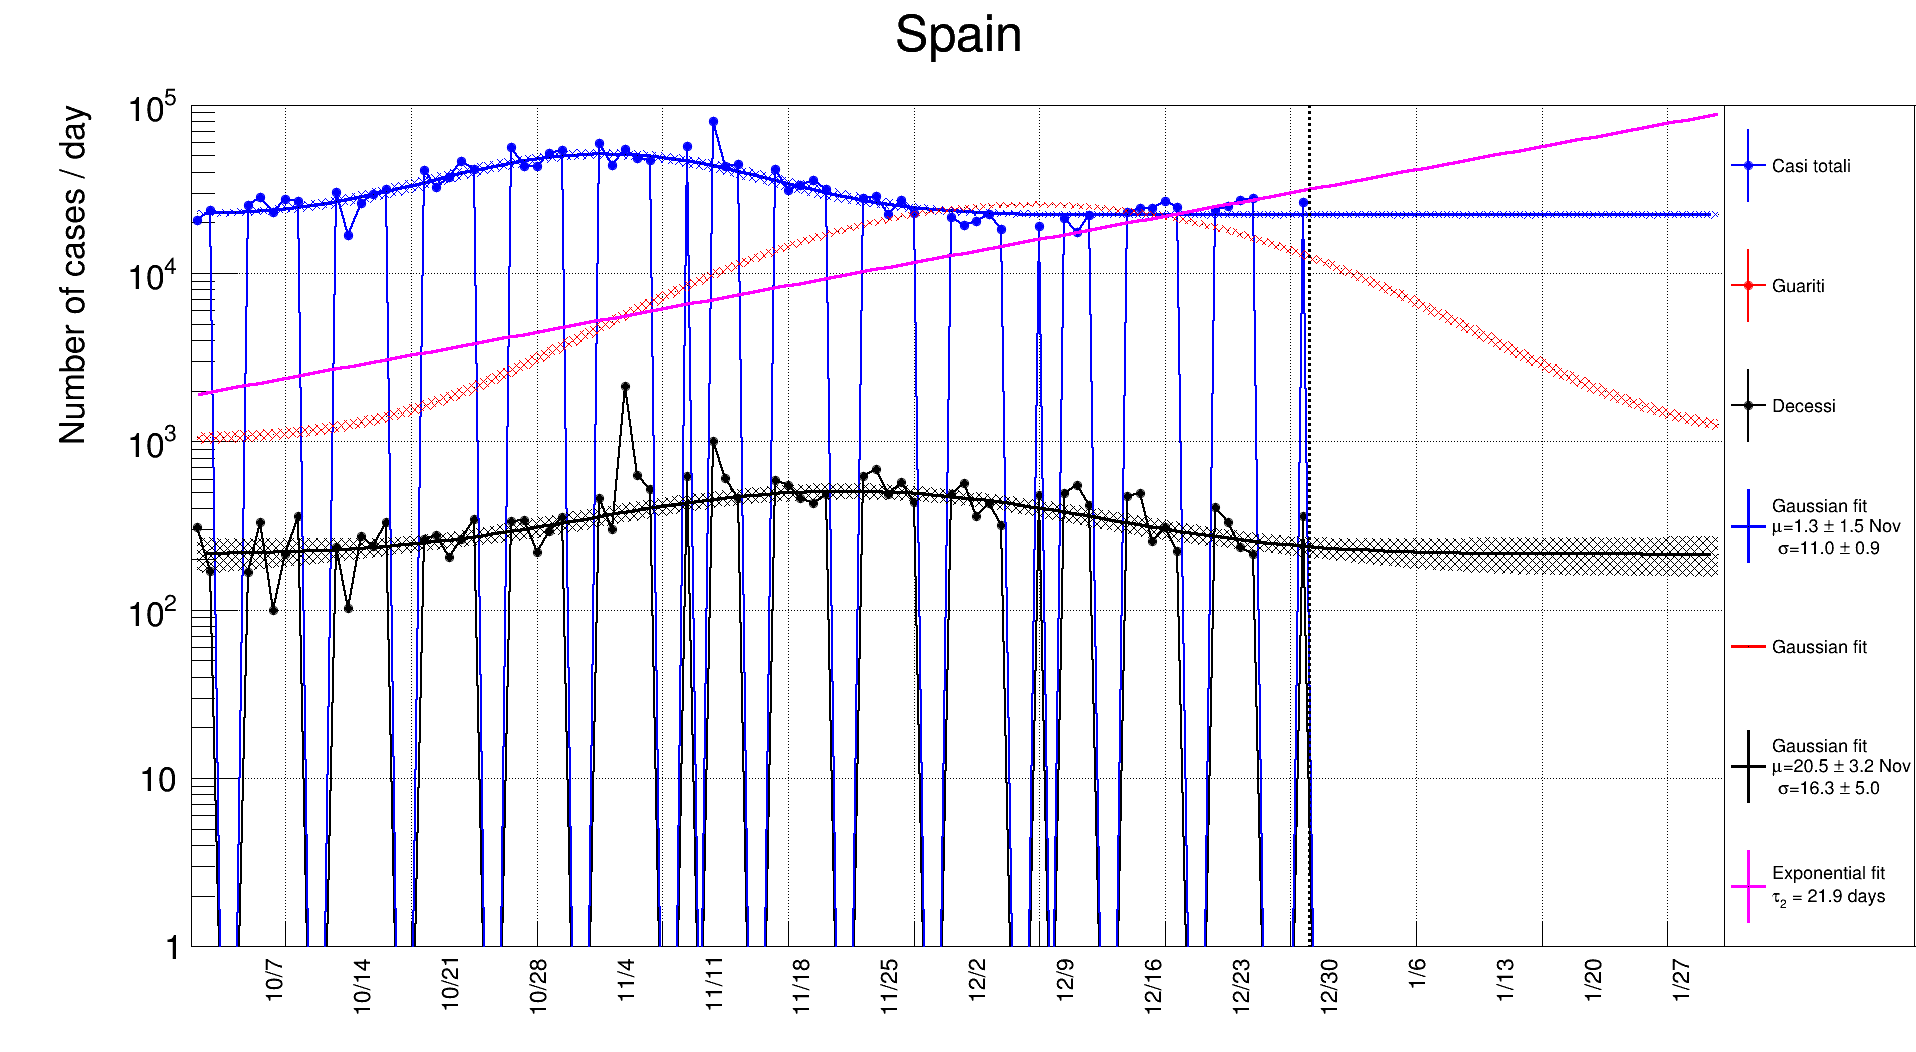 Spain
Number of cases / day
10^5
10^4
10^3
10^2
10
1
10/7
10/14
10/21
10/28
11/4
11/11
11/18
11/25
12/2
12/9
12/16
12/23
12/30
1/6
1/13
1/20
1/27
Casi totali
Guariti
Decessi
Gaussian fit
μ=1.3 ± 1.5 Nov
σ=11.0 ± 0.9
Gaussian fit
Gaussian fit
μ=20.5 ± 3.2 Nov
σ=16.3 ± 5.0
Exponential fit
τ₂ = 21.9 days